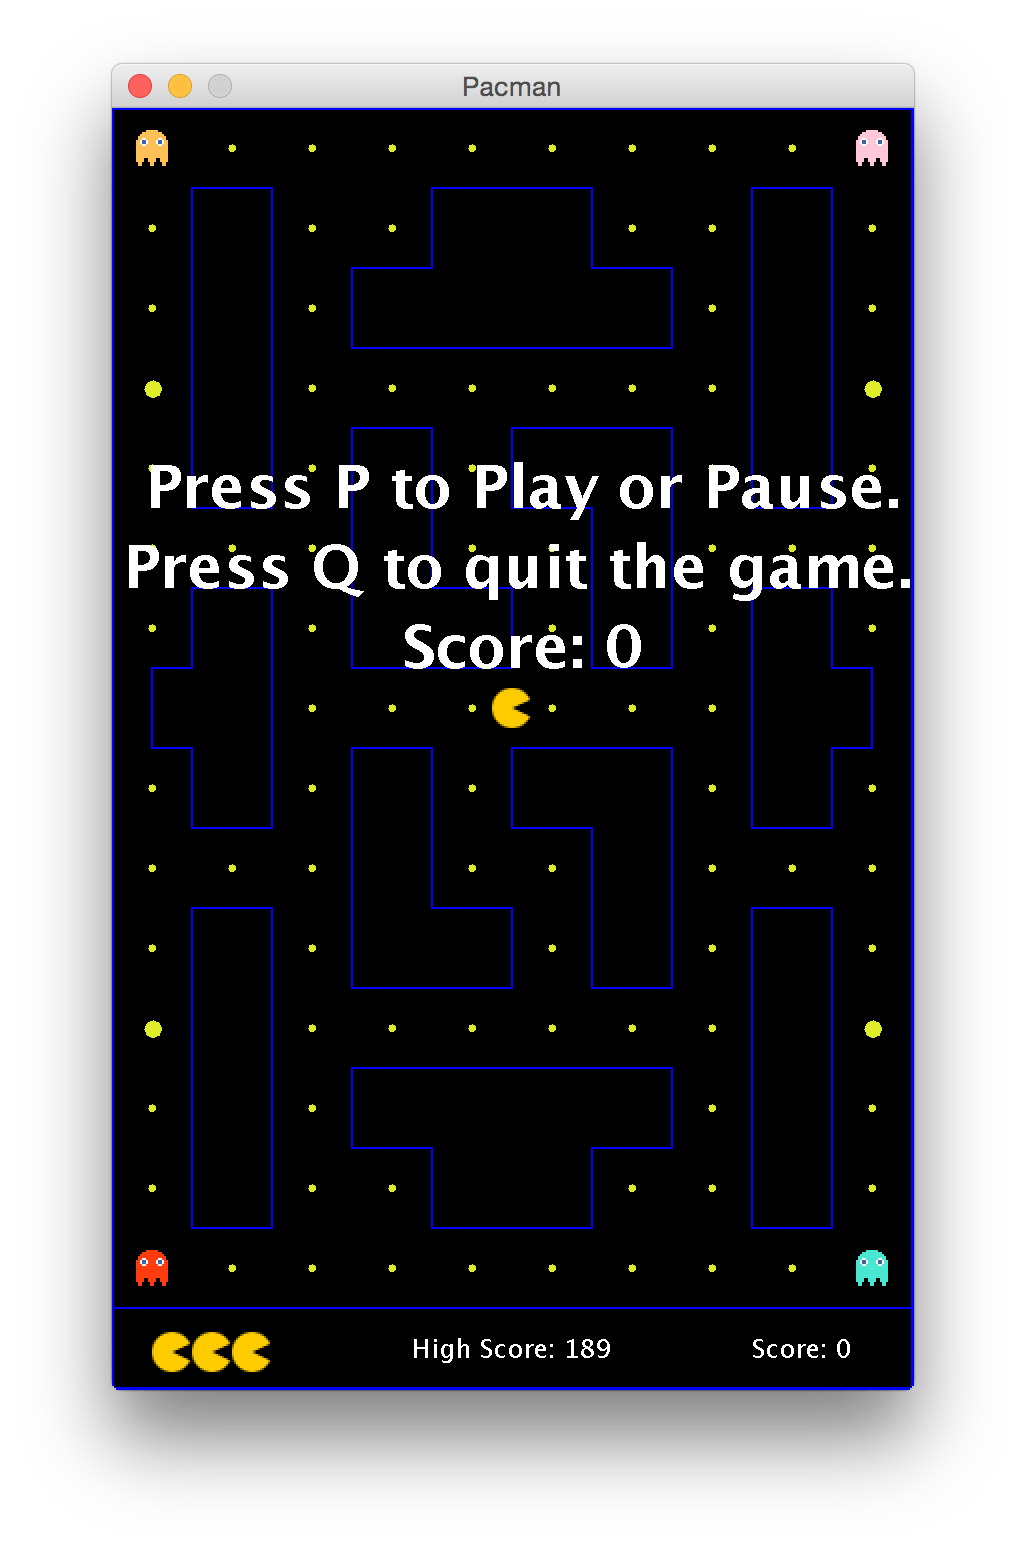 Pacman
Press P to Play or Pause.
Press Q to quit the game.
Score: 0
High Score: 189
Score: 0